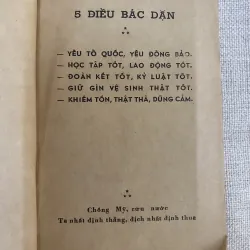 5 ĐIỀU BÁC DẶN
— YÊU TỔ QUỐC, YÊU ĐỒNG BÀO.
— HỌC TẬP TỐT, LAO ĐỘNG TỐT.
— ĐOÀN KẾT TỐT, KỶ LUẬT TỐT.
— GIỮ GÌN VỆ SINH THẬT TỐT.
— KHIÊM TỐN, THẬT THÀ, DŨNG CẢM.
Chống Mỹ, cứu nước
Ta nhất định thắng, địch nhất định thua